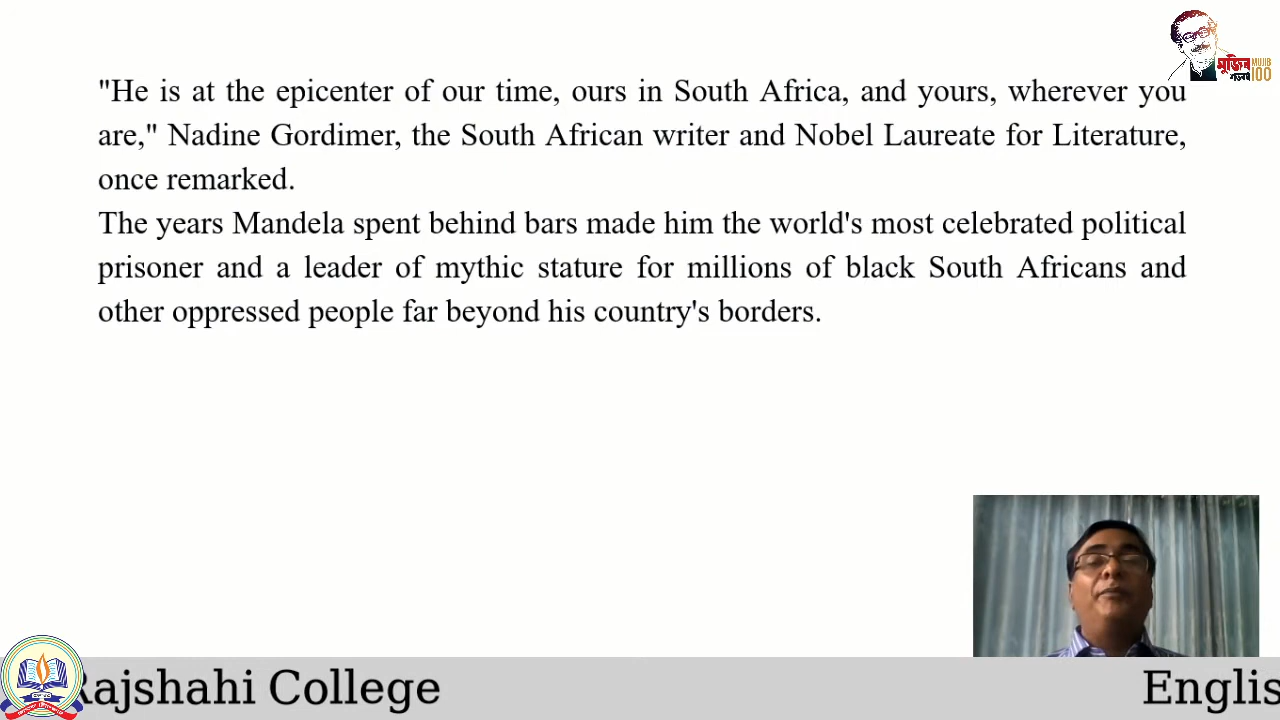 "He is at the epicenter of our time, ours in South Africa, and yours, wherever you
are," Nadine Gordimer, the South African writer and Nobel Laureate for Literature,
once remarked.
The years Mandela spent behind bars made him the world's most celebrated political
prisoner and a leader of mythic stature for millions of black South Africans and
other oppressed people far beyond his country's borders.
মুজিব MUJIB
শতবর্ষ 100
Rajshahi College
Englis